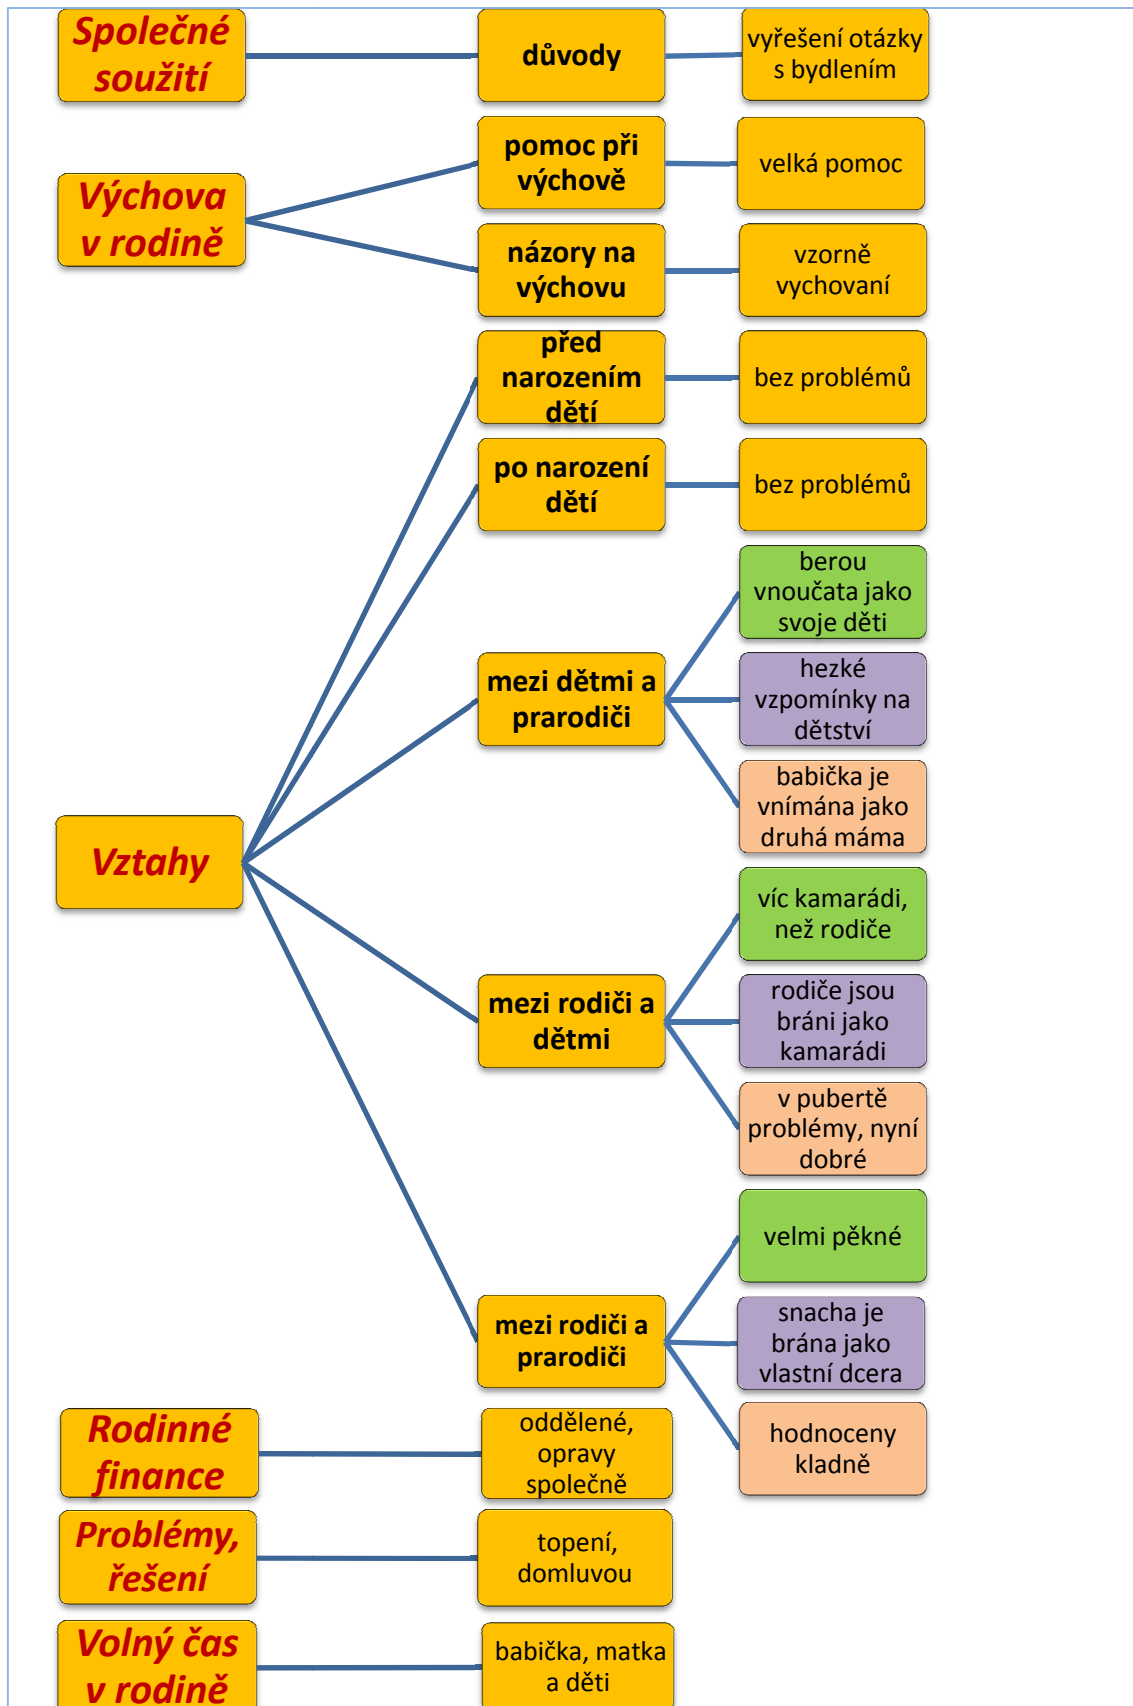 Společné
soužití
důvody
vyřešení otázky
s bydlením
Výchova
v rodině
pomoc při
výchově
velká pomoc
názory na
výchovu
vzorně
vychovaní
Vztahy
před
narozením
dětí
bez problémů
po narození
dětí
bez problémů
mezi dětmi a
prarodiči
berou
vnoučata jako
svoje děti
hezké
vzpomínky na
dětství
babička je
vnímána jako
druhá máma
mezi rodiči a
dětmi
víc kamarádi,
než rodiče
rodiče jsou
bráni jako
kamarádi
v pubertě
problémy, nyní
dobré
mezi rodiči a
prarodiči
velmi pěkné
snacha je
brána jako
vlastní dcera
hodnoceny
kladně
Rodinné
finance
oddělené,
opravy
společně
Problémy,
řešení
topení,
domluvou
Volný čas
v rodině
babička, matka
a děti